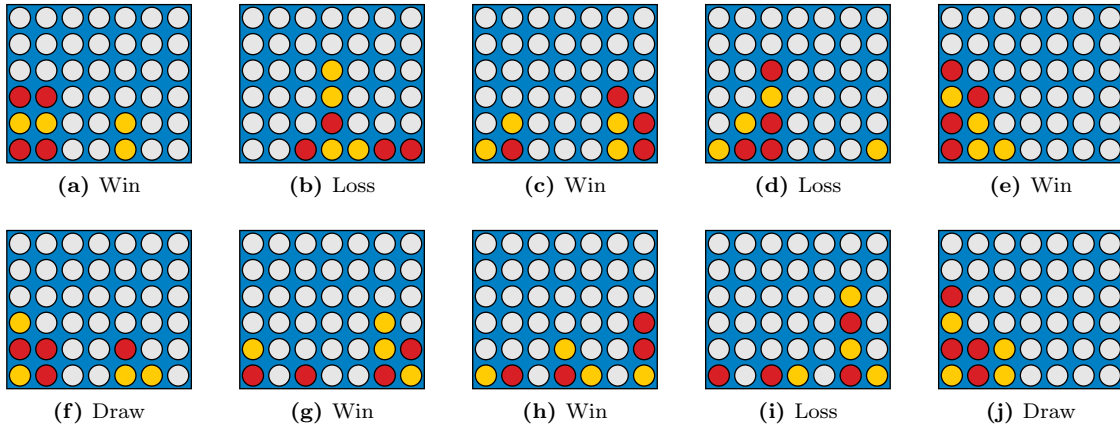 (a) Win
(b) Loss
(c) Win
(d) Loss
(e) Win
(f) Draw
(g) Win
(h) Win
(i) Loss
(j) Draw